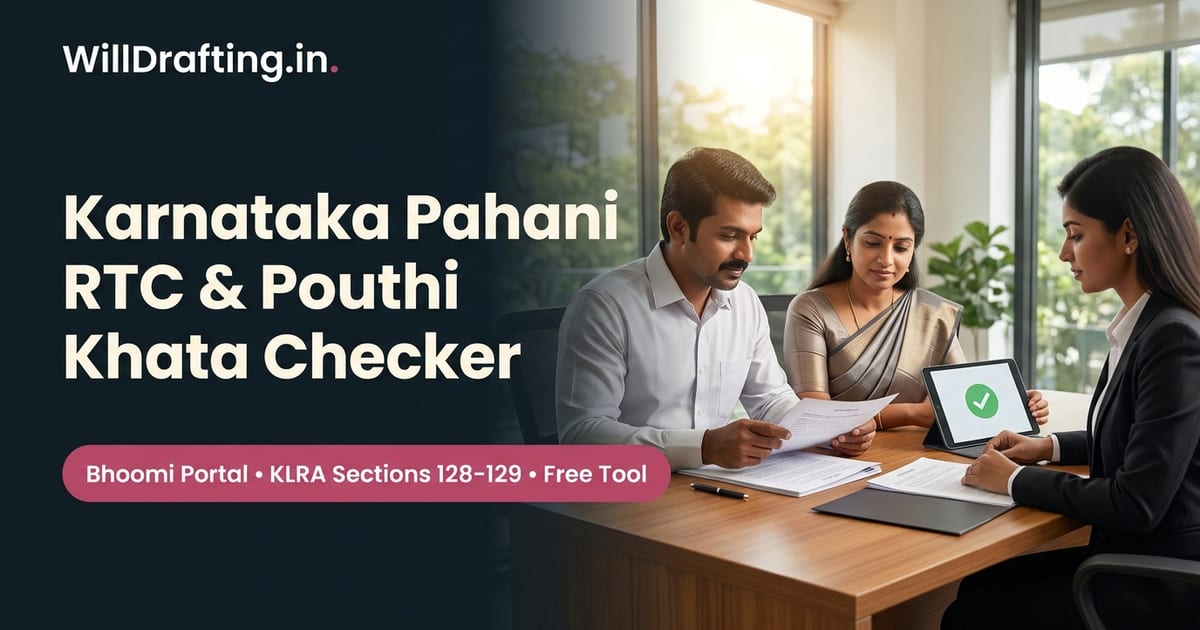 WillDrafting.in.
Karnataka Pahani
RTC & Pouthi
Khata Checker
Bhoomi Portal • KLRA Sections 128-129 • Free Tool